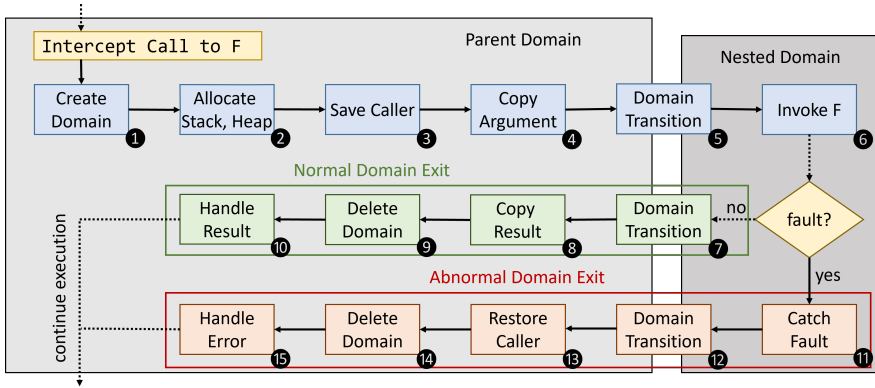 Parent Domain
Intercept Call to F
Nested Domain
Create
Domain
1
Allocate
Stack, Heap
2
Save Caller
3
Copy
Argument
4
Domain
Transition
5
Invoke F
6
Normal Domain Exit
Handle
Result
10
Delete
Domain
9
Copy
Result
8
Domain
Transition
7
no
fault?
yes
continue execution
Abnormal Domain Exit
Handle
Error
15
Delete
Domain
14
Restore
Caller
13
Domain
Transition
12
Catch
Fault
11